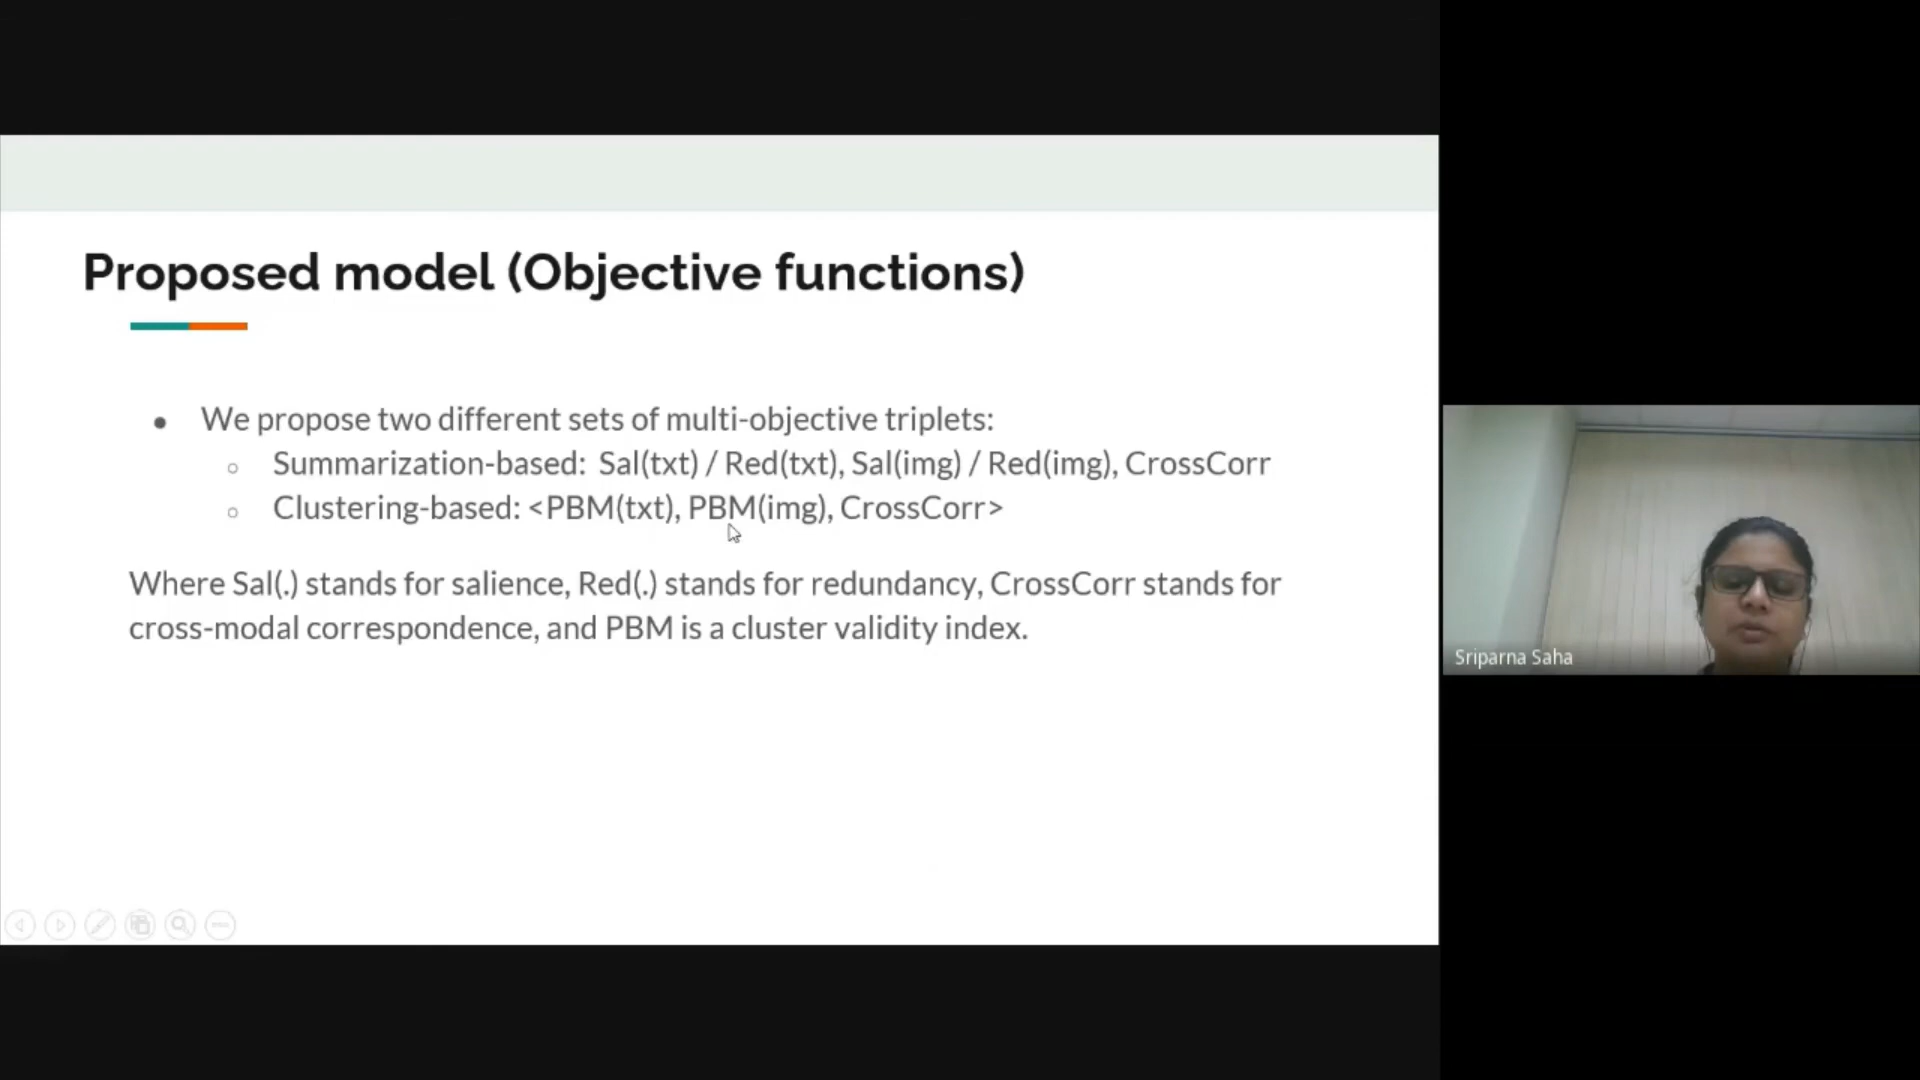 Proposed model (Objective functions)
● We propose two different sets of multi-objective triplets:
○ Summarization-based: Sal(txt) / Red(txt), Sal(img) / Red(img), CrossCorr
○ Clustering-based: <PBM(txt), PBM(img), CrossCorr>
Where Sal(.) stands for salience, Red(.) stands for redundancy, CrossCorr stands for
cross-modal correspondence, and PBM is a cluster validity index.
Sriparna Saha